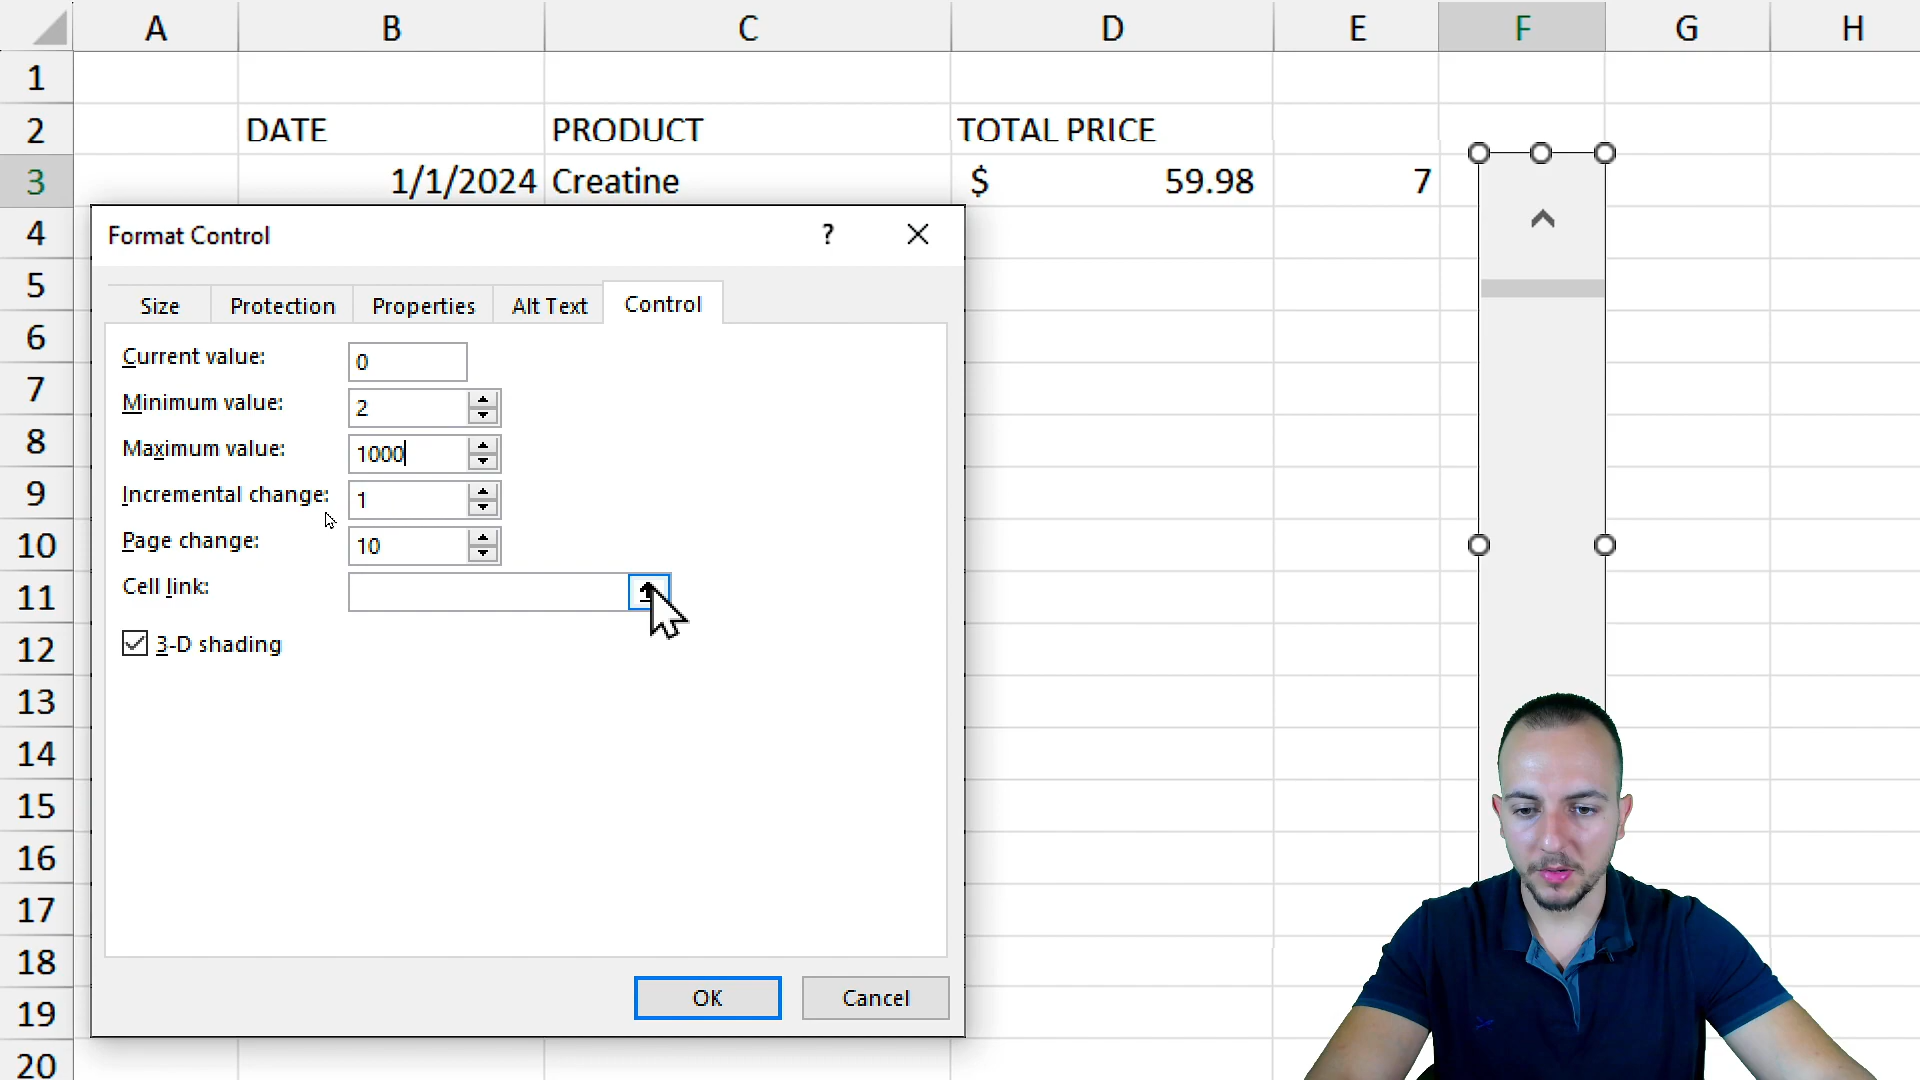 A B C D E F G H
1
2 DATE PRODUCT TOTAL PRICE
3 1/1/2024 Creatine $ 59.98 7
4
5
6
7
8
9
10
11
12
13
14
15
16
17
18
19
20
Format Control ?
Size Protection Properties Alt Text Control
Current value: 0
Minimum value: 2
Maximum value: 1000
Incremental change: 1
Page change: 10
Cell link:
3-D shading
OK Cancel